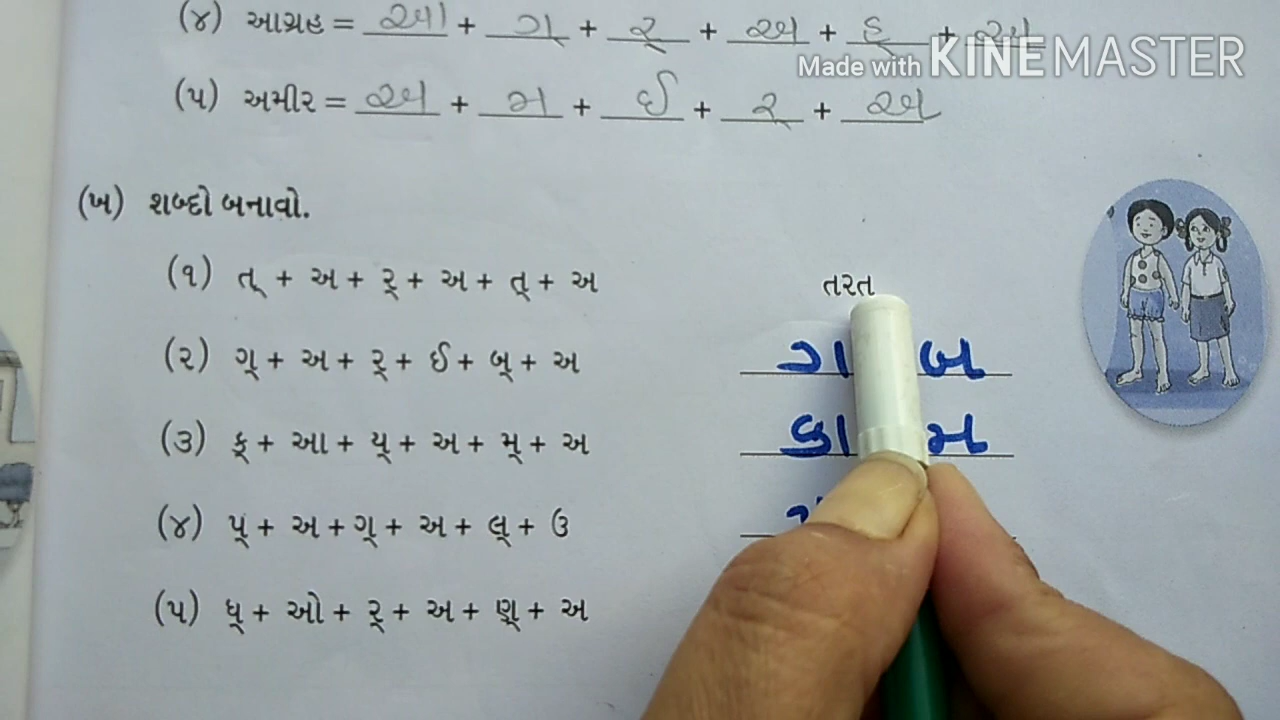 (૪) આગ્રહ = આ + ગ્ + ર્ + અ + હ્ + અ
Made with KINEMASTER
(૫) અમીર = અ + મ + ઈ + ર્ + અ
(ખ) શબ્દો બનાવો.
(૧) ત્ + અ + ર્ + અ + ત્ + અ તરત
(૨) ગ્ + અ + ર્ + ઈ + બ્ + અ
(૩) ક્ + આ + ય્ + અ + મ્ + અ
(૪) પ્ + અ + ગ્ + અ + લ્ + ઉ
(૫) ધ્ + ઓ + ર્ + અ + ણ્ + અ